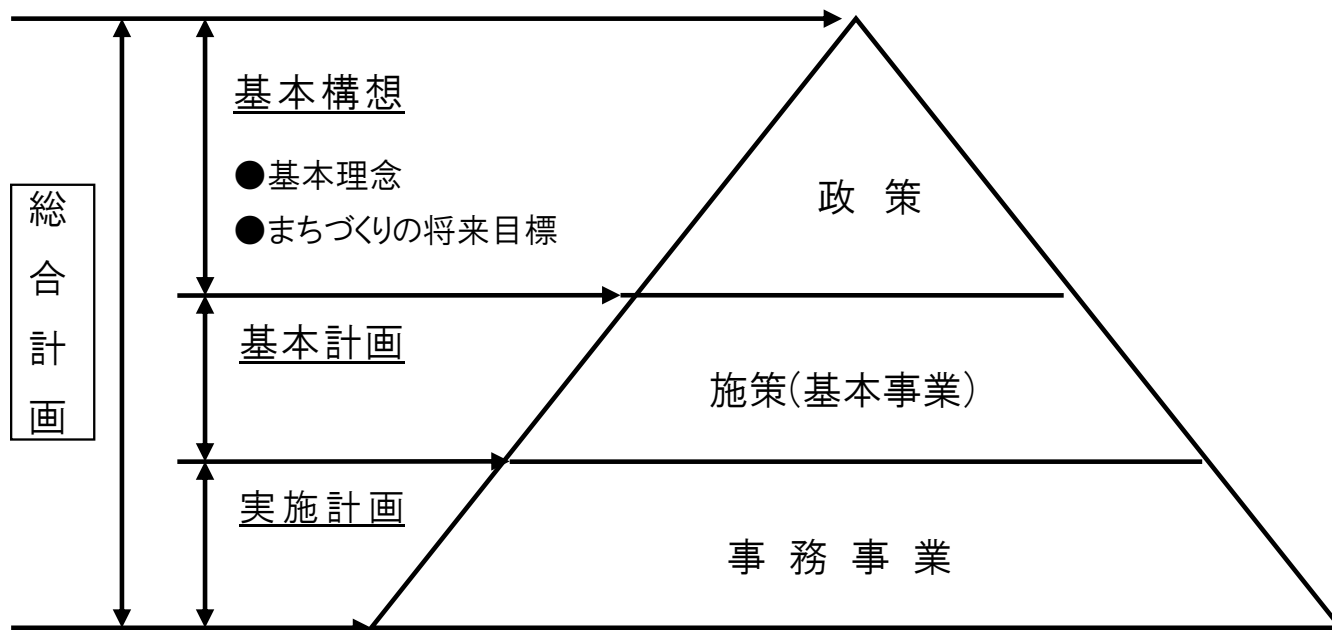 総合計画
基本構想
●基本理念
●まちづくりの将来目標
基本計画
実施計画
政 策
施策(基本事業)
事 務 事 業